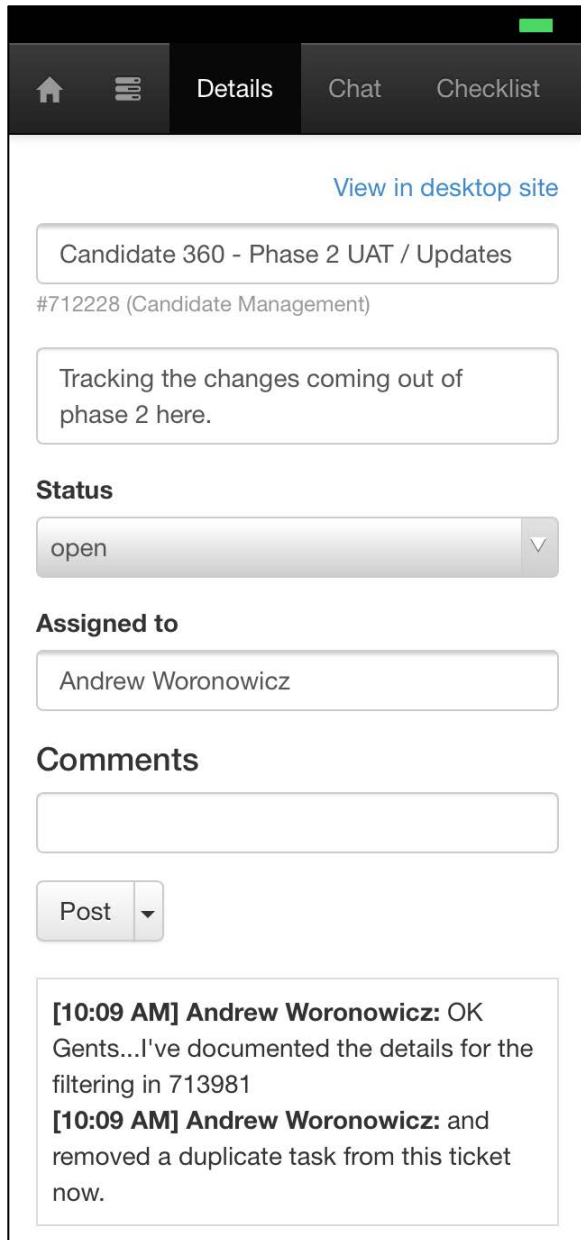 Details Chat Checklist
View in desktop site
Candidate 360 - Phase 2 UAT / Updates
#712228 (Candidate Management)
Tracking the changes coming out of
phase 2 here.
Status
open
Assigned to
Andrew Woronowicz
Comments
Post
[10:09 AM] Andrew Woronowicz: OK
Gents...I've documented the details for the
filtering in 713981
[10:09 AM] Andrew Woronowicz: and
removed a duplicate task from this ticket
now.